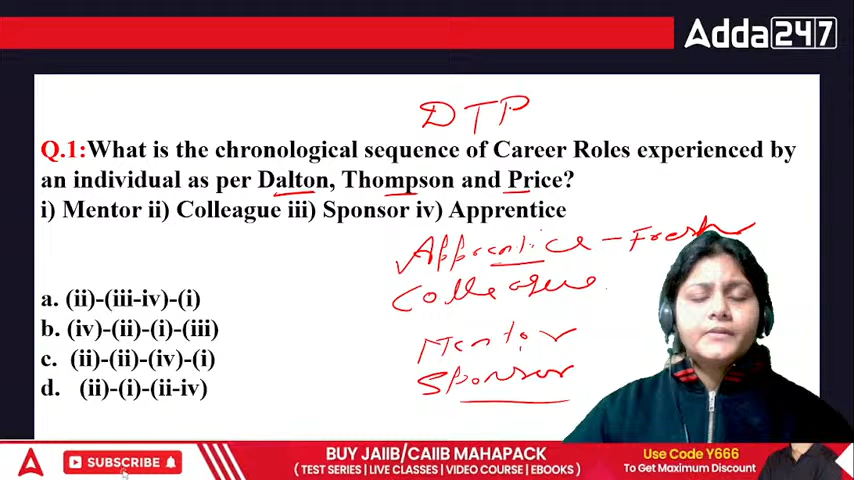 Adda247
DTP
Q.1:What is the chronological sequence of Career Roles experienced by
an individual as per Dalton, Thompson and Price?
i) Mentor ii) Colleague iii) Sponsor iv) Apprentice
Apprentice - Fresh
Colleague
Mentor
Sponsor
a. (ii)-(iii-iv)-(i)
b. (iv)-(ii)-(i)-(iii)
c. (ii)-(ii)-(iv)-(i)
d. (ii)-(i)-(ii-iv)
SUBSCRIBE
BUY JAIIB/CAIIB MAHAPACK
( TEST SERIES | LIVE CLASSES | VIDEO COURSE | EBOOKS )
Use Code Y666
To Get Maximum Discount